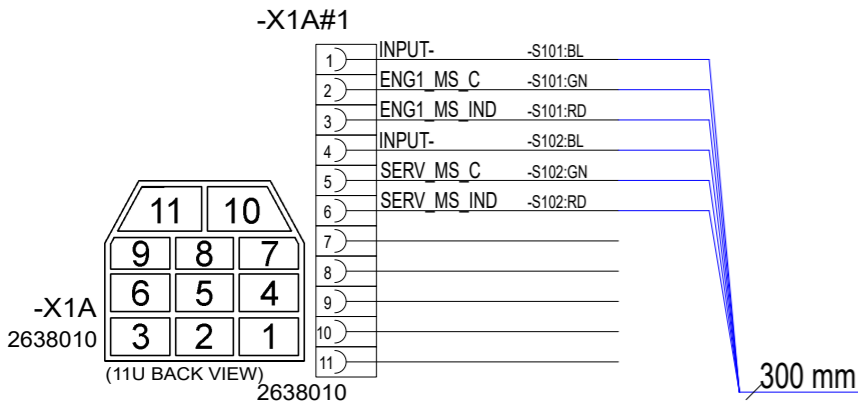 -X1A#1
1 INPUT- -S101:BL
2 ENG1_MS_C -S101:GN
3 ENG1_MS_IND -S101:RD
4 INPUT- -S102:BL
5 SERV_MS_C -S102:GN
6 SERV_MS_IND -S102:RD
7
8
9
10
11
11 10
9 8 7
6 5 4
3 2 1
-X1A
2638010
(11U BACK VIEW)
2638010
300 mm